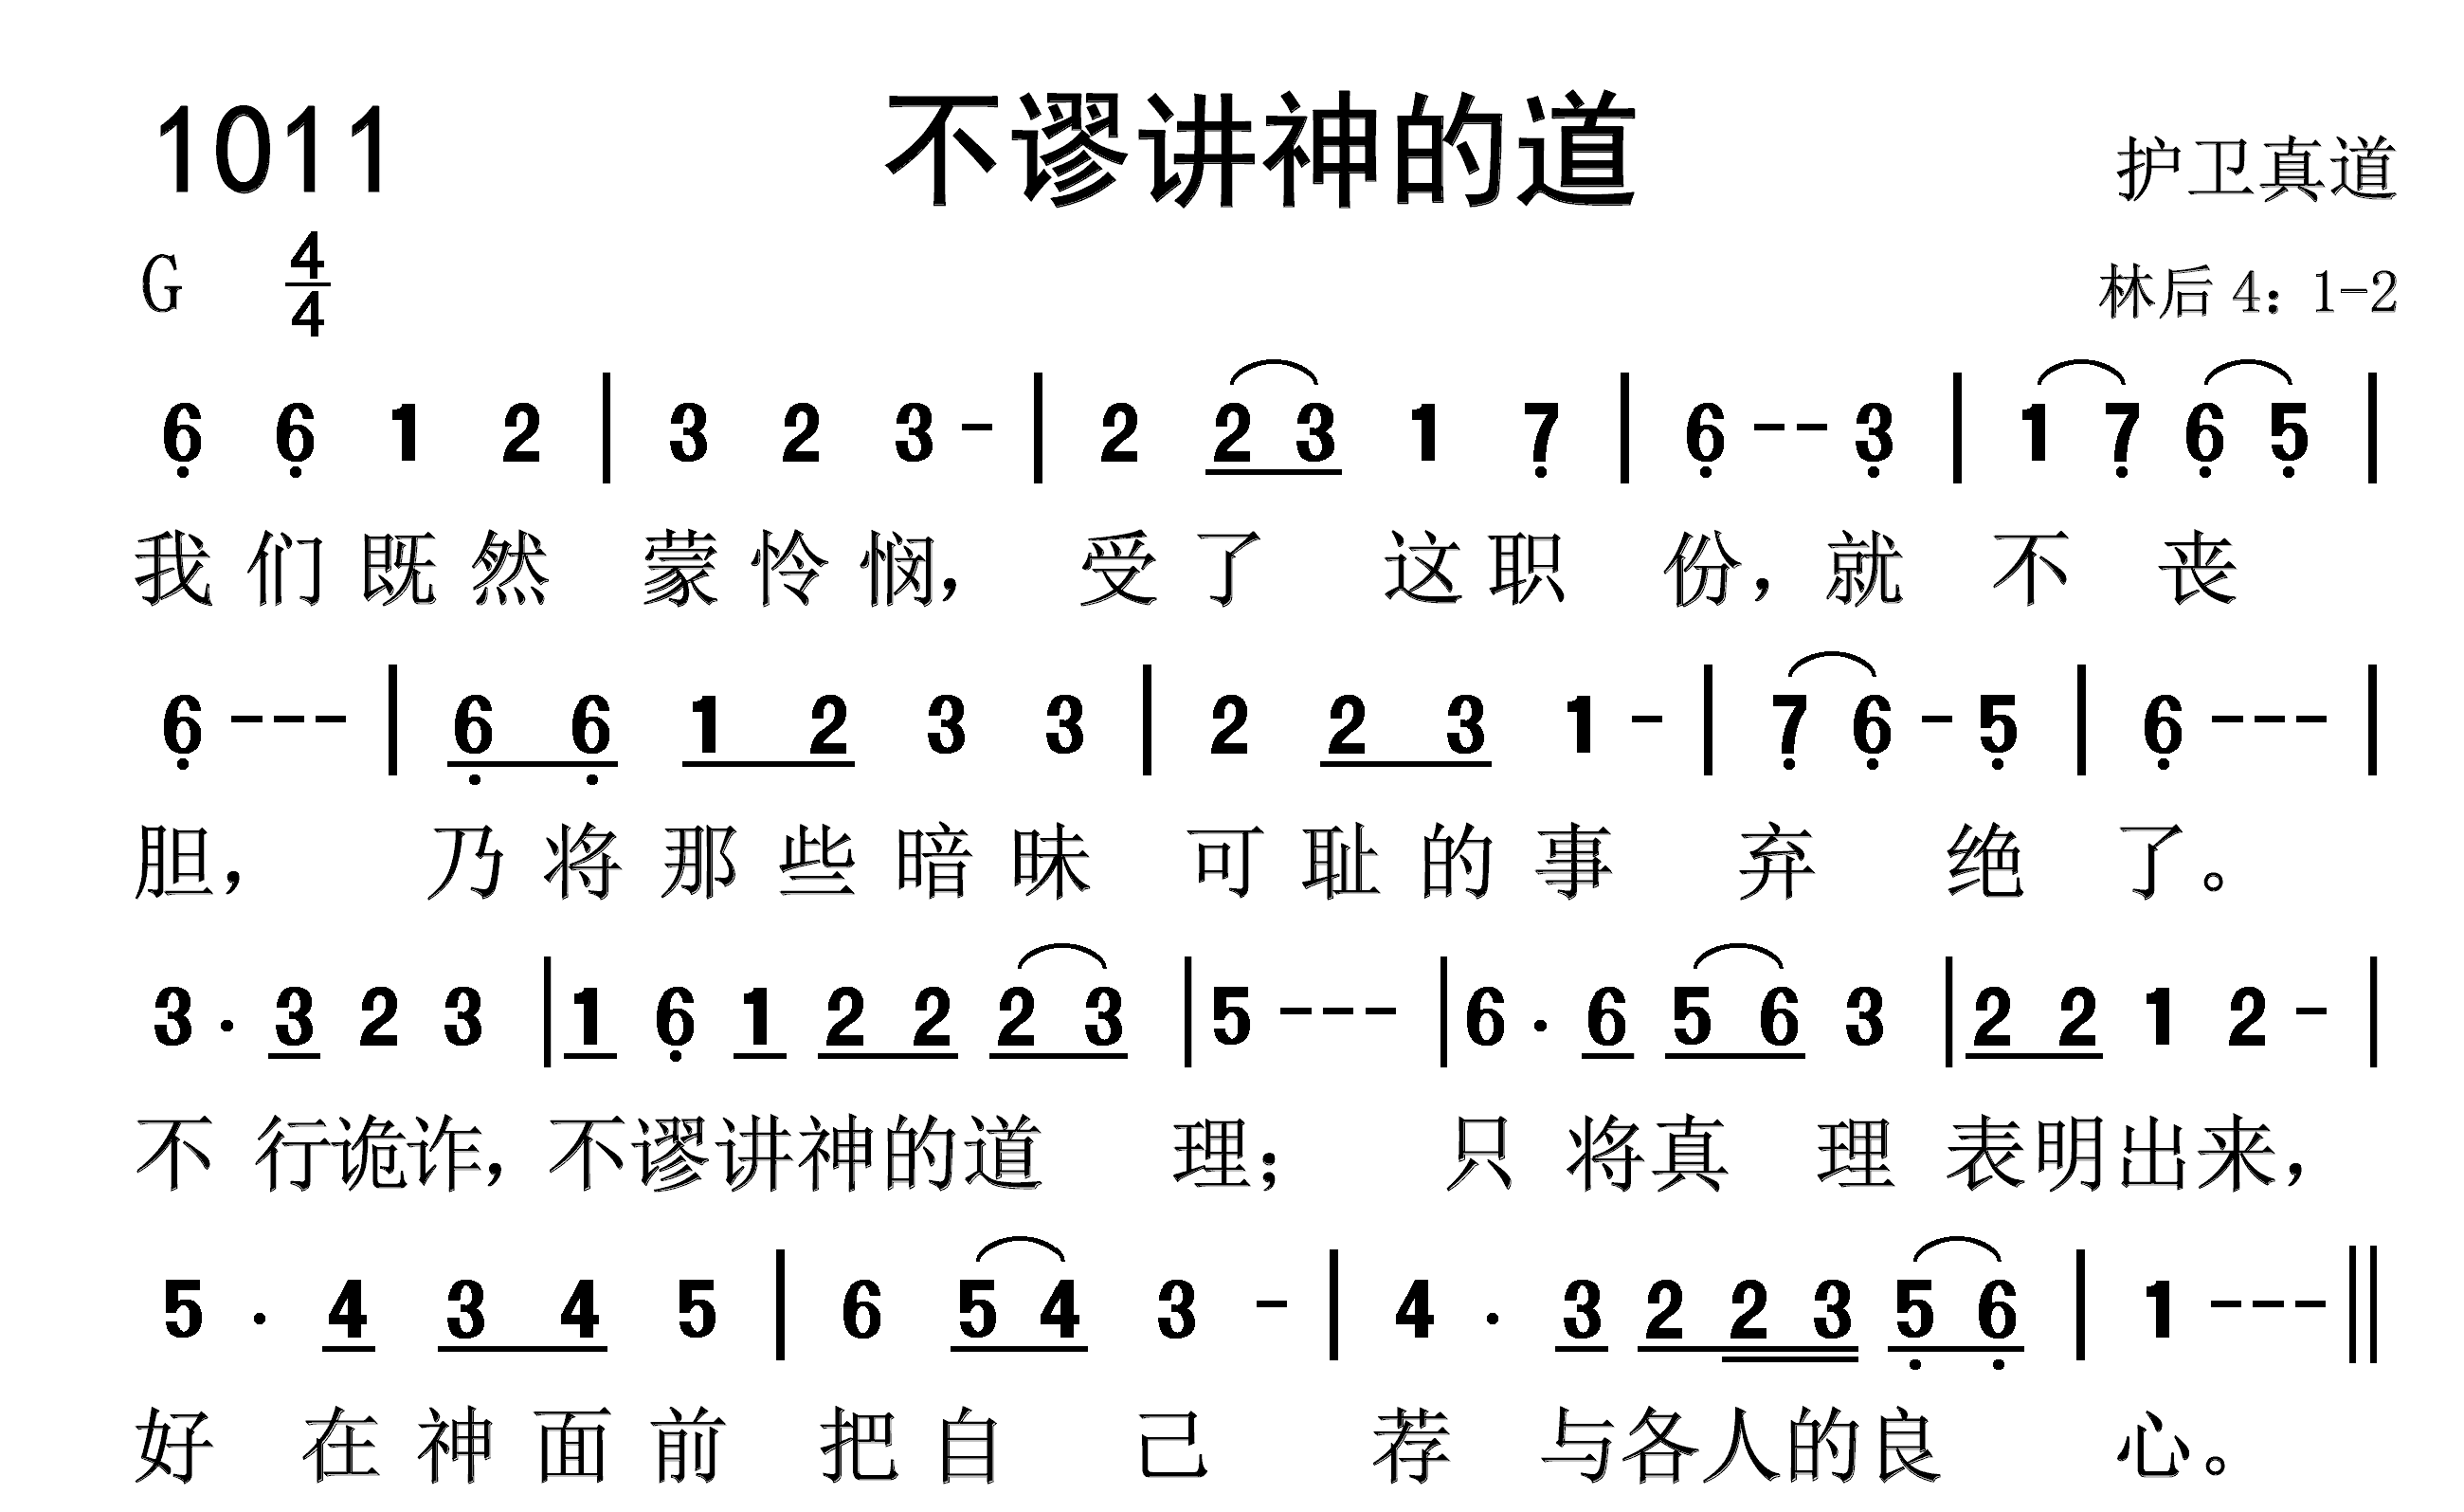 1011 不谬讲神的道 护卫真道
G 4/4 林后 4：1-2
6̣ 6̣ 1 2 | 3 2 3 - | 2 2 3 1 7̣ | 6̣ - - 3̣ | 1 7̣ 6̣ 5̣ |
我们既然 蒙怜悯，受了 这职 份，就 不 丧
6̣ - - - | 6̣ 6̣ 1 2 3 3 | 2 2 3 1 - | 7̣ 6̣ - 5̣ | 6̣ - - - |
胆， 乃将那些暗昧 可耻的事 弃 绝 了。
3 · 3 2 3 | 1 6̣ 1 2 2 2 3 | 5 - - - | 6 · 6 5 6 3 | 2 2 1 2 - |
不 行诡诈，不谬讲神的道 理； 只 将真 理 表明出来，
5 · 4 3 4 5 | 6 5 4 3 - | 4 · 3 2 2 3 5̣ 6̣ | 1 - - - ‖
好 在神面前 把自 己 荐 与各人的良 心。